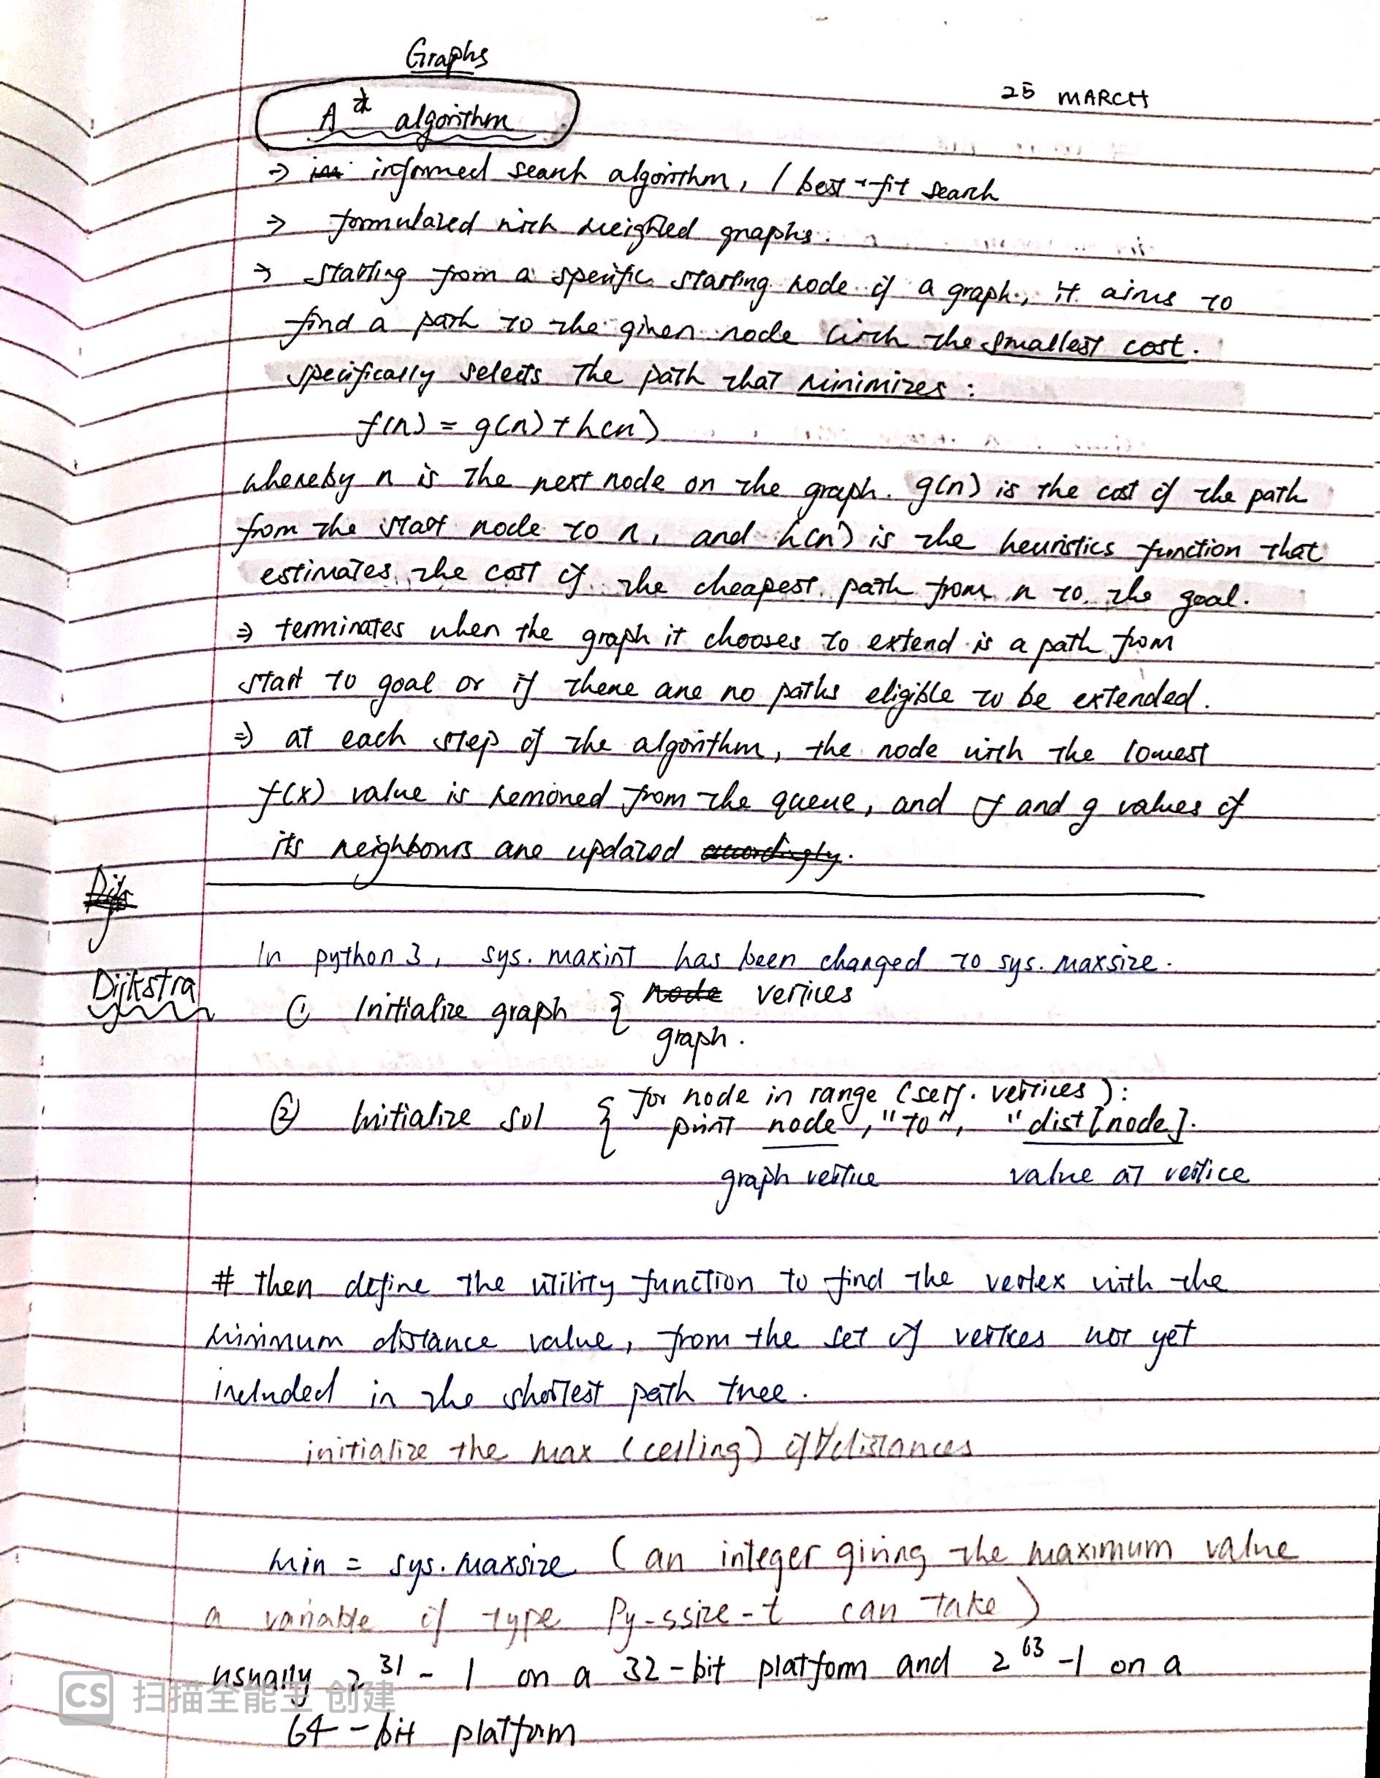 Graphs
25 MARCH
A* algorithm
→ informed search algorithm, / best-fit search
→ formulated with weighted graphs.
→ starting from a specific starting node of a graph, it aims to
find a path to the given node with the smallest cost.
specifically selects the path that minimizes :
f(n) = g(n) + h(n)
whereby n is the next node on the graph. g(n) is the cost of the path
from the start node to n, and h(n) is the heuristics function that
estimates the cost of the cheapest path from n to the goal.
⇒ terminates when the graph it chooses to extend is a path from
start to goal or if there are no paths eligible to be extended.
⇒ at each step of the algorithm, the node with the lowest
f(x) value is removed from the queue, and f and g values of
its neighbours are updated accordingly.
Dijs
In python 3, sys. maxint has been changed to sys. maxsize.
Dijkstra
① Initialize graph { node vertices
graph.
② Initialize sol { for node in range (self. vertices ):
print node, "to", "dist[node].
graph vertice value at vertice
# then define the utility function to find the vertex with the
minimum distance value, from the set of vertices not yet
included in the shortest path tree.
initialize the max (ceiling) of ∀ distances
min = sys. maxsize (an integer giving the maximum value
a variable of type Py-ssize-t can take)
usually 2^31 - 1 on a 32-bit platform and 2^63 -1 on a
64-bit platform
CS 扫描全能王 创建